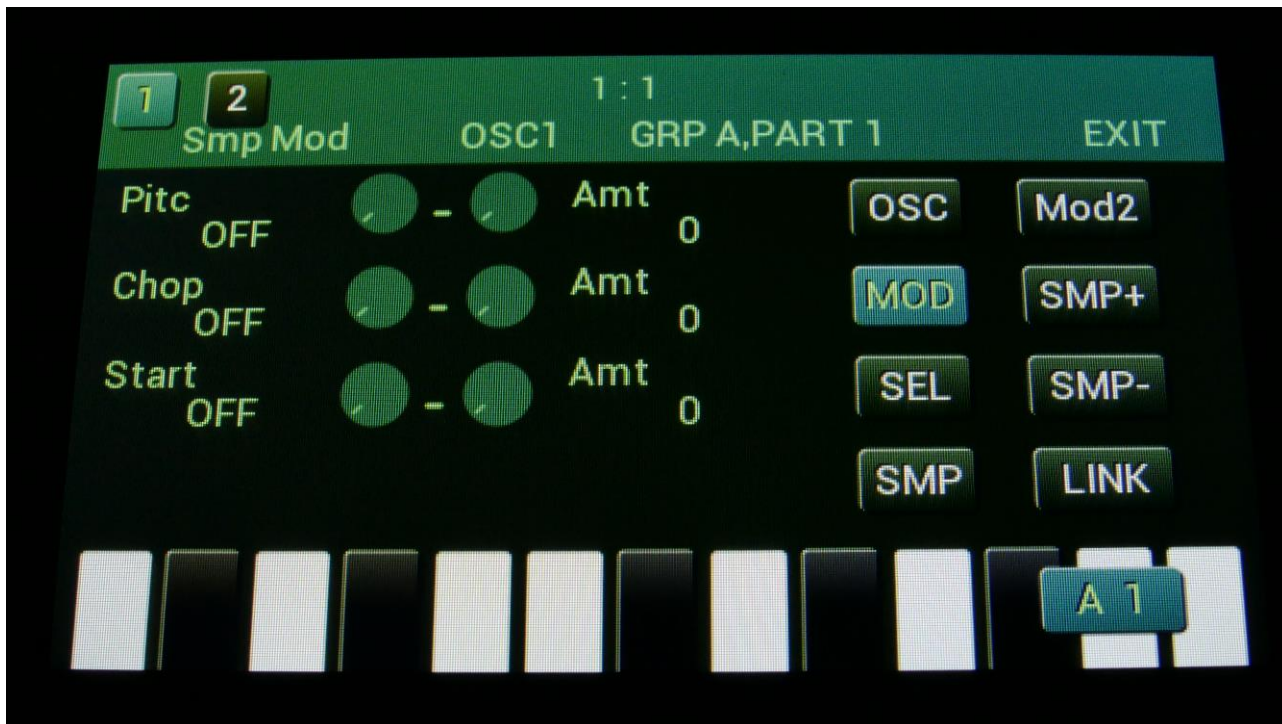 1 2 1 : 1
Smp Mod OSC1 GRP A,PART 1 EXIT
Pitc Amt OSC Mod2
OFF - 0
Chop Amt MOD SMP+
OFF - 0
Start Amt SEL SMP-
OFF - 0
SMP LINK
A 1